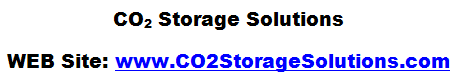 CO₂ Storage Solutions
WEB Site: www.CO2StorageSolutions.com